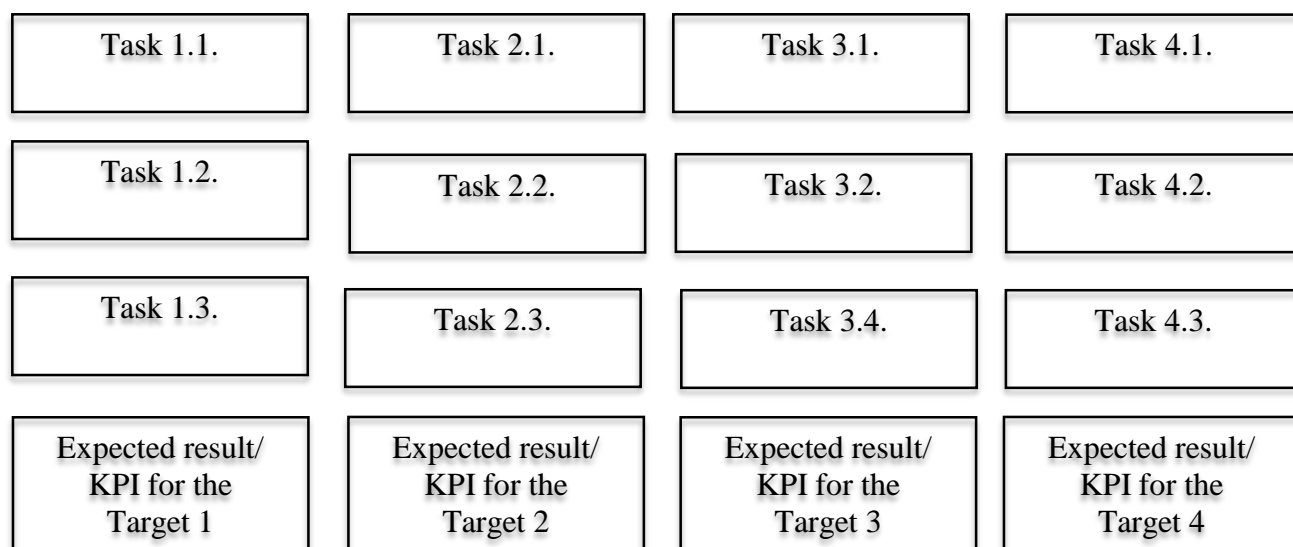 Task 1.1.
Task 2.1.
Task 3.1.
Task 4.1.
Task 1.2.
Task 2.2.
Task 3.2.
Task 4.2.
Task 1.3.
Task 2.3.
Task 3.4.
Task 4.3.
Expected result/
KPI for the
Target 1
Expected result/
KPI for the
Target 2
Expected result/
KPI for the
Target 3
Expected result/
KPI for the
Target 4